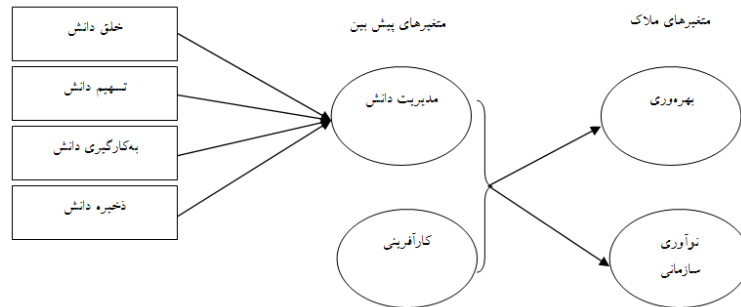 متغیرهای ملاک
متغیرهای پیش بین
خلق دانش
تسهیم دانش
به‌کارگیری دانش
ذخیره دانش
مدیریت دانش
کارآفرینی
بهره‌وری
نوآوری
سازمانی